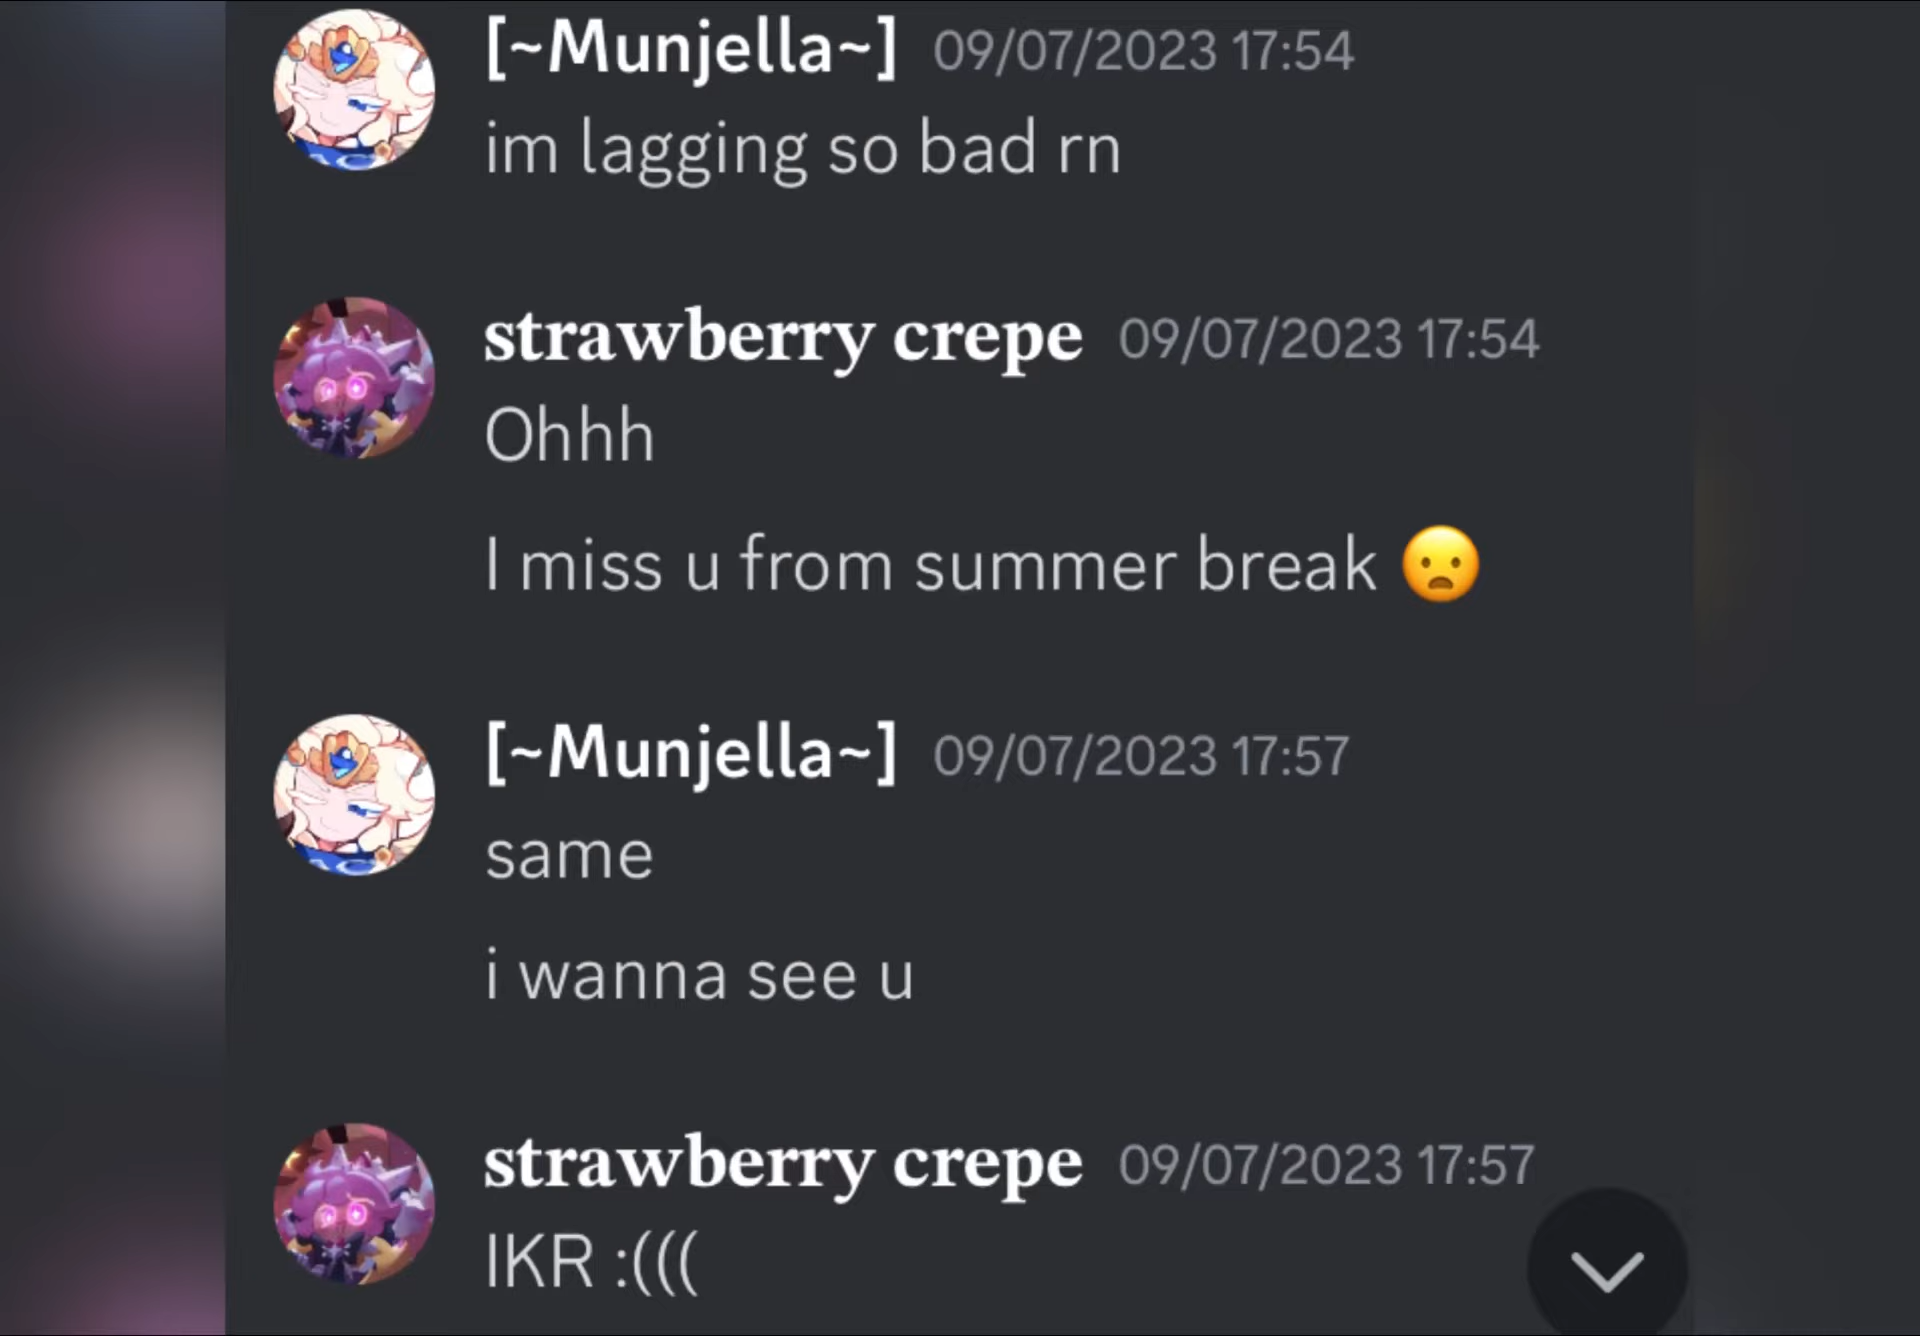 [~Munjella~] 09/07/2023 17:54
im lagging so bad rn
strawberry crepe 09/07/2023 17:54
Ohhh
I miss u from summer break 😦
[~Munjella~] 09/07/2023 17:57
same
i wanna see u
strawberry crepe 09/07/2023 17:57
IKR :(((